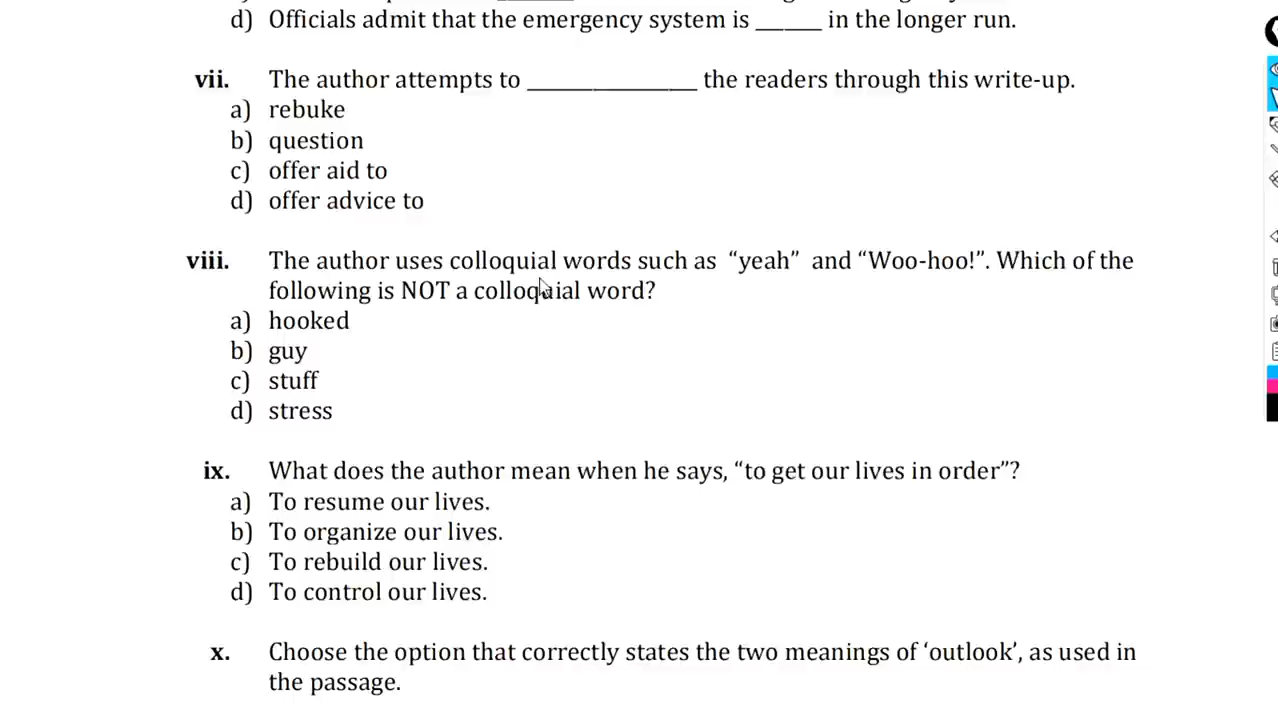 d) Officials admit that the emergency system is ______ in the longer run.
vii. The author attempts to _______________ the readers through this write-up.
a) rebuke
b) question
c) offer aid to
d) offer advice to
viii. The author uses colloquial words such as “yeah” and “Woo-hoo!”. Which of the
following is NOT a colloquial word?
a) hooked
b) guy
c) stuff
d) stress
ix. What does the author mean when he says, “to get our lives in order”?
a) To resume our lives.
b) To organize our lives.
c) To rebuild our lives.
d) To control our lives.
x. Choose the option that correctly states the two meanings of ‘outlook’, as used in
the passage.